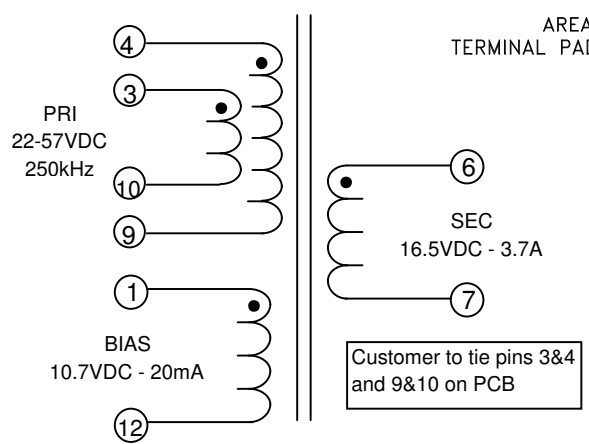 AREA
TERMINAL PAD
4
3
PRI
22-57VDC
250kHz
10
9
6
SEC
16.5VDC - 3.7A
7
1
BIAS
10.7VDC - 20mA
12
Customer to tie pins 3&4
and 9&10 on PCB